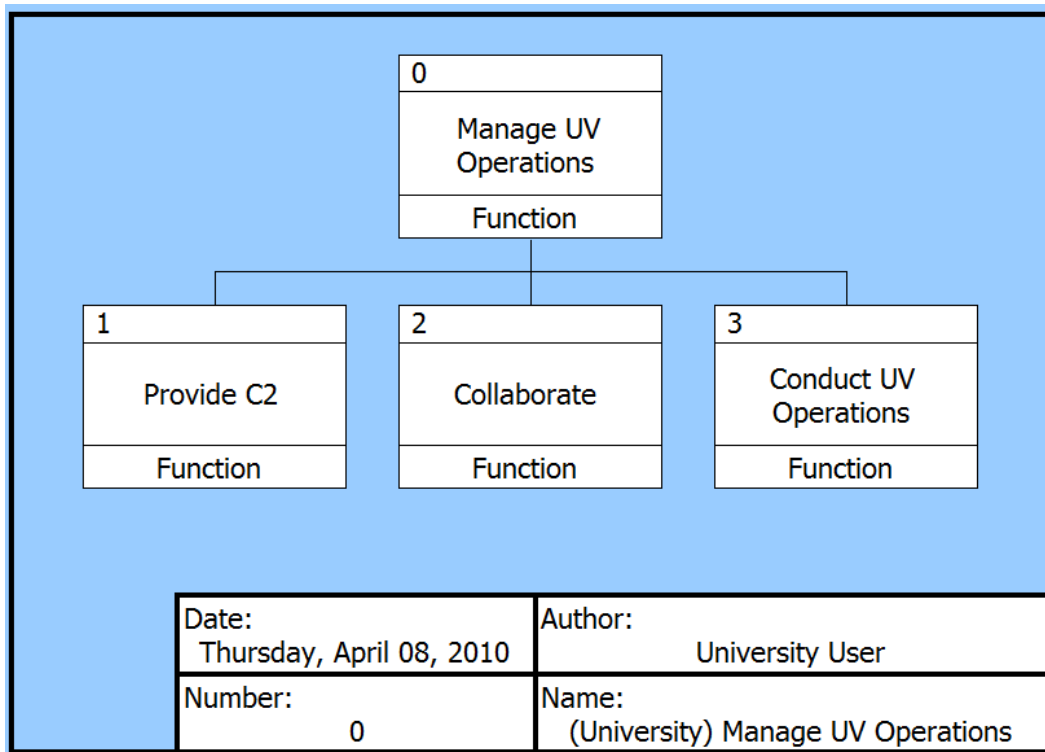 0
Manage UV
Operations
Function
1
2
3
Provide C2
Collaborate
Conduct UV
Operations
Function
Function
Function
Date:
Thursday, April 08, 2010
Author:
University User
Number:
0
Name:
(University) Manage UV Operations